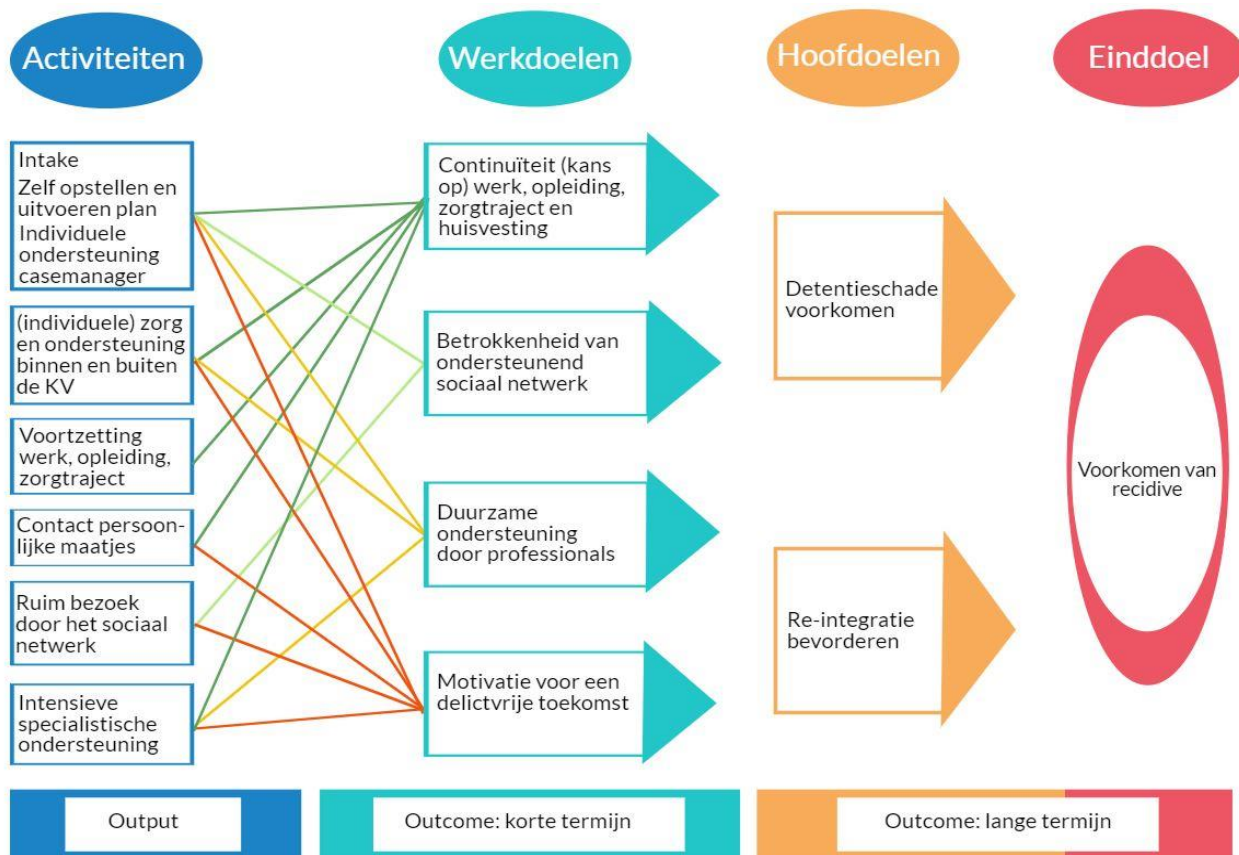 Activiteiten
Werkdoelen
Hoofdoelen
Einddoel
Intake
Zelf opstellen en
uitvoeren plan
Individuele
ondersteuning
casemanager
(individuele) zorg
en ondersteuning
binnen en buiten
de KV
Voortzetting
werk, opleiding,
zorgtraject
Contact persoon-
lijke maatjes
Ruim bezoek
door het sociaal
netwerk
Intensieve
specialistische
ondersteuning
Continuïteit (kans
op) werk, opleiding,
zorgtraject en
huisvesting
Betrokkenheid van
ondersteunend
sociaal netwerk
Duurzame
ondersteuning
door professionals
Motivatie voor een
delictvrije toekomst
Detentieschade
voorkomen
Re-integratie
bevorderen
Voorkomen van
recidive
Output
Outcome: korte termijn
Outcome: lange termijn